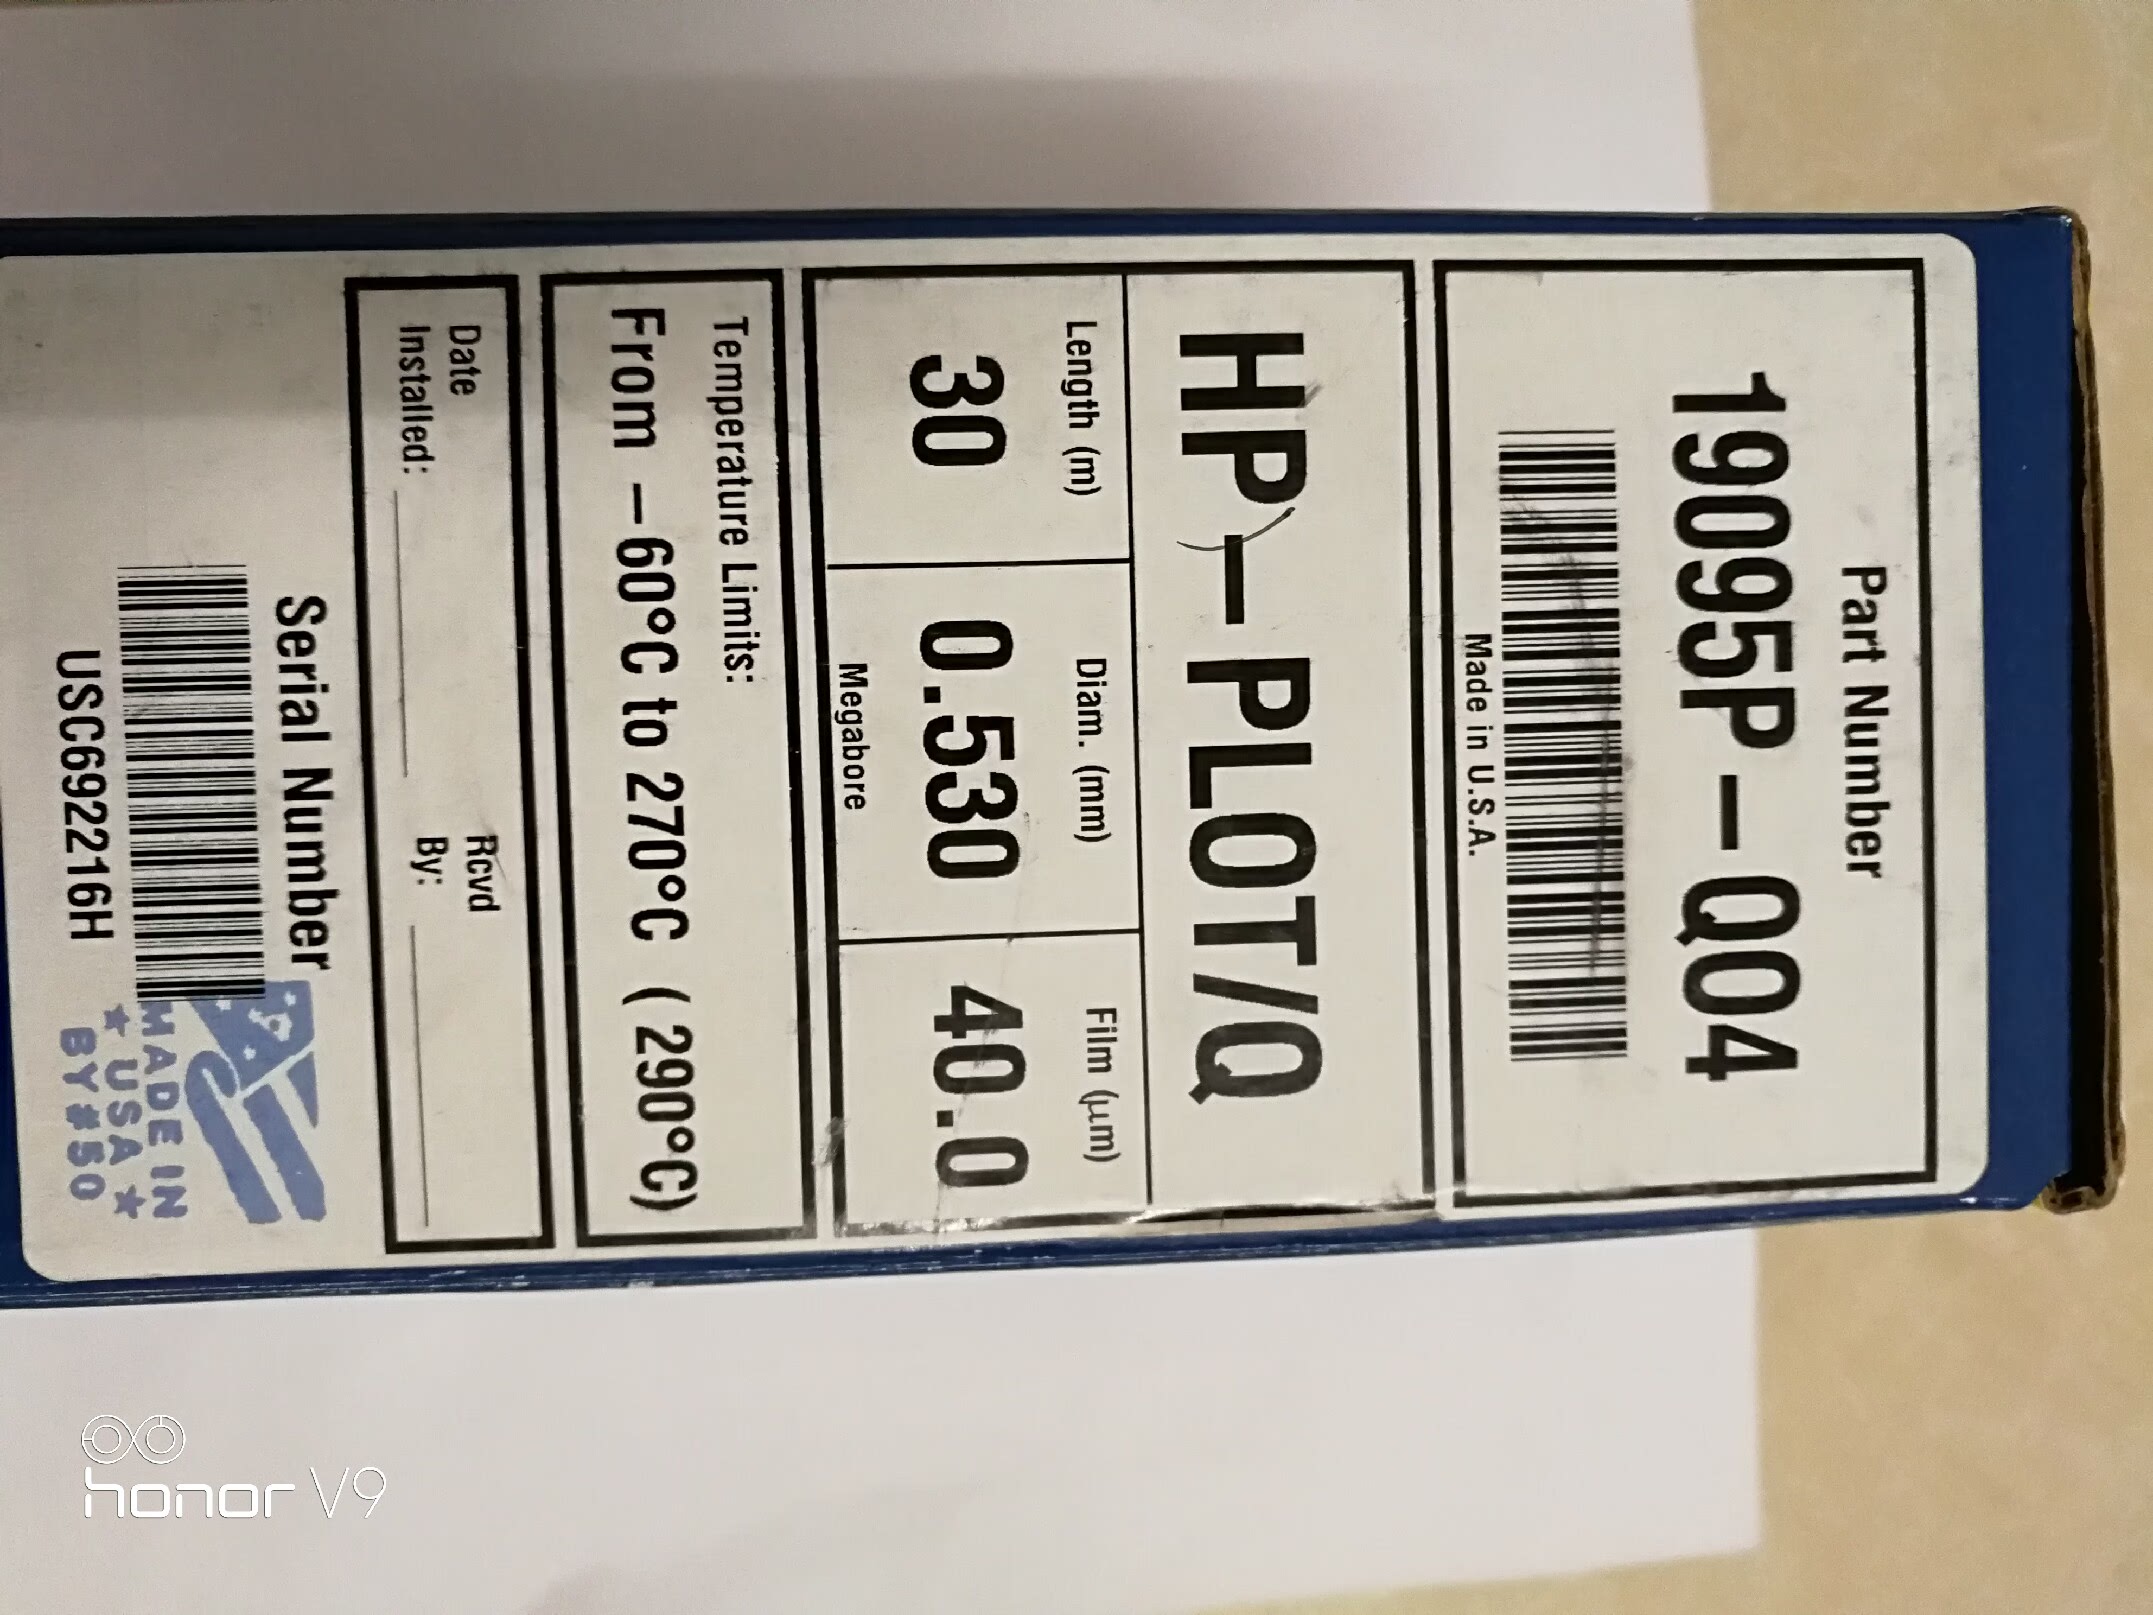 Part Number
19095P-Q04
Made in U.S.A.
HP-PLOT/Q
Length (m) Diam. (mm) Film (μm)
30 0.530 40.0
Megabore
Temperature Limits:
From -60°C to 270°C ( 290°C)
Date Rcvd
Installed: By:
Serial Number
USC692216H
MADE IN
★ USA ★
BY#50
honor V9